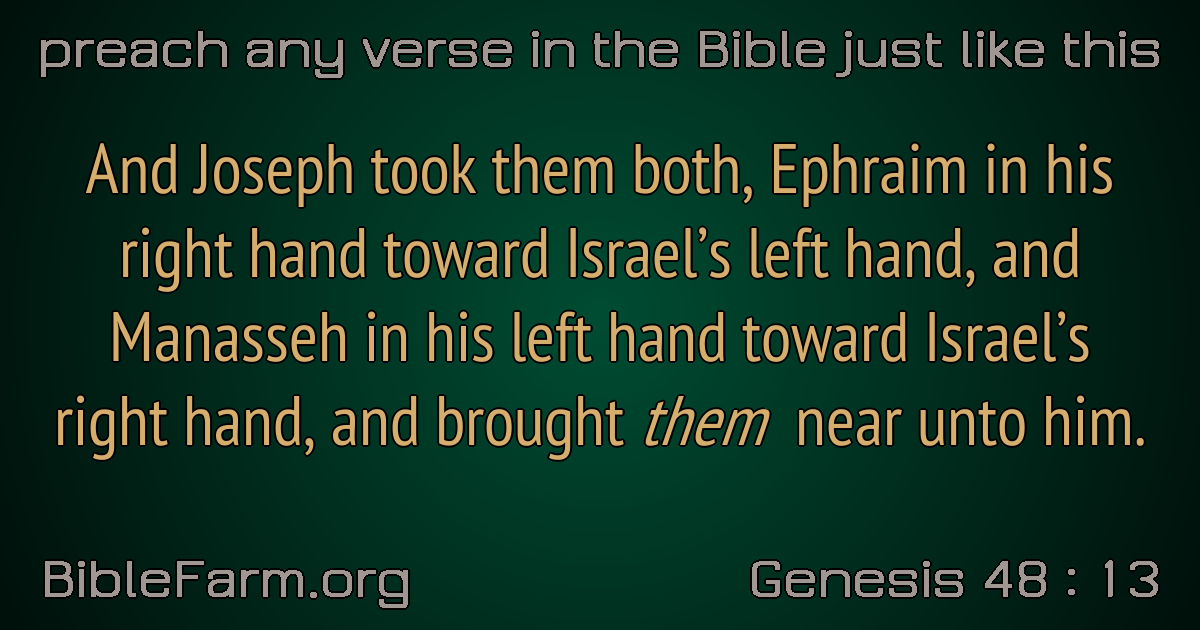 preach any verse in the Bible just like this
And Joseph took them both, Ephraim in his
right hand toward Israel’s left hand, and
Manasseh in his left hand toward Israel’s
right hand, and brought them near unto him.
BibleFarm.org
Genesis 48 : 13